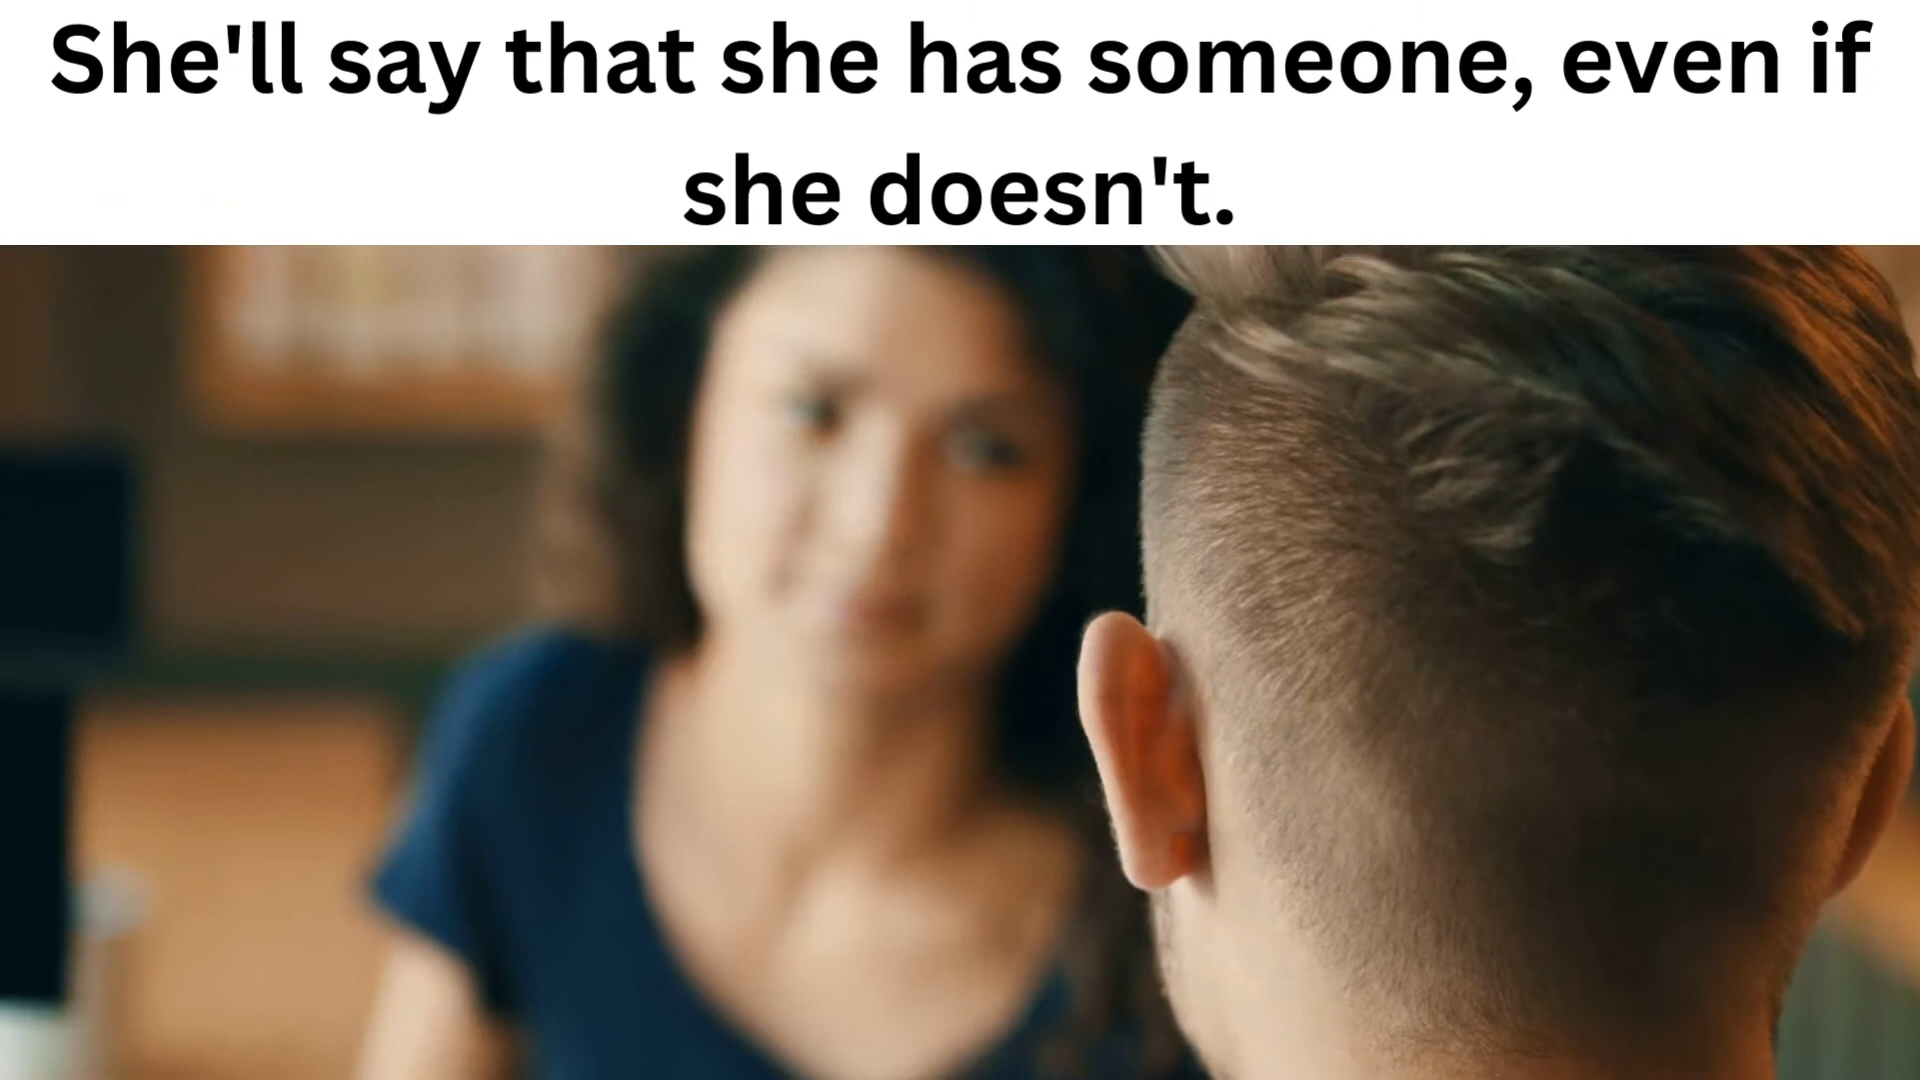 She'll say that she has someone, even if
she doesn't.